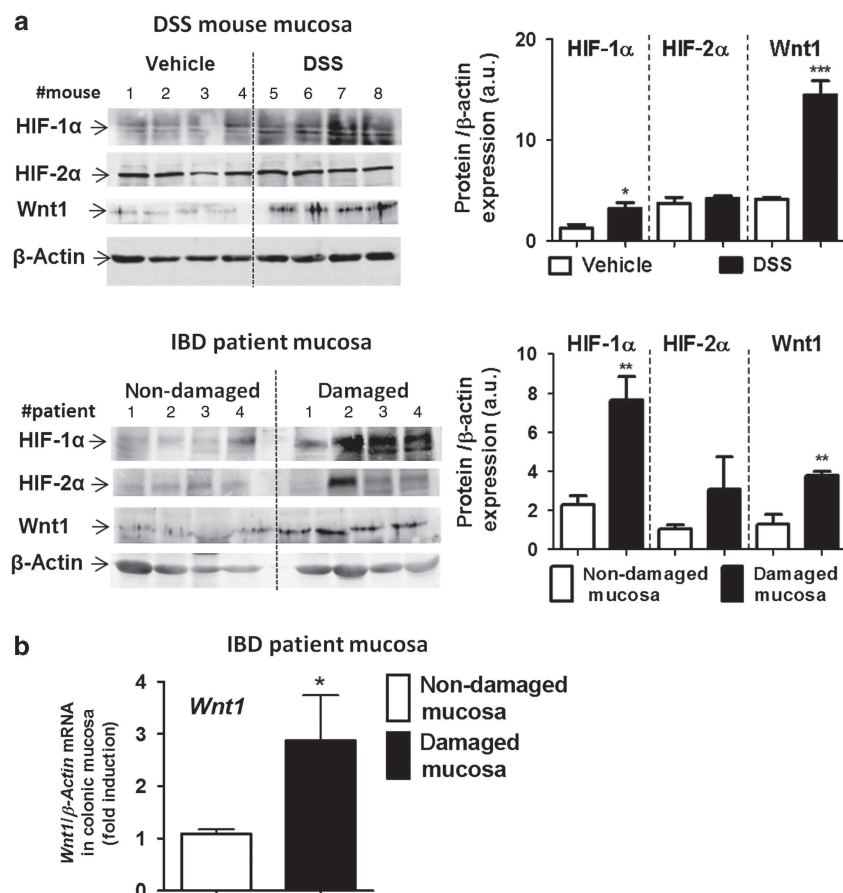 a
DSS mouse mucosa
Vehicle DSS
#mouse 1 2 3 4 5 6 7 8
HIF-1α
HIF-2α
Wnt1
β-Actin
Protein /β-actin
expression (a.u.)
20
10
0
HIF-1α HIF-2α Wnt1
*
***
Vehicle DSS
IBD patient mucosa
Non-damaged Damaged
#patient 1 2 3 4 1 2 3 4
HIF-1α
HIF-2α
Wnt1
β-Actin
Protein /β-actin
expression (a.u.)
10
8
6
4
2
0
HIF-1α HIF-2α Wnt1
**
**
Non-damaged
mucosa
Damaged
mucosa
b
IBD patient mucosa
Wnt1/β-Actin mRNA
in colonic mucosa
(fold induction)
4
3
2
1
0
Wnt1
*
Non-damaged
mucosa
Damaged
mucosa